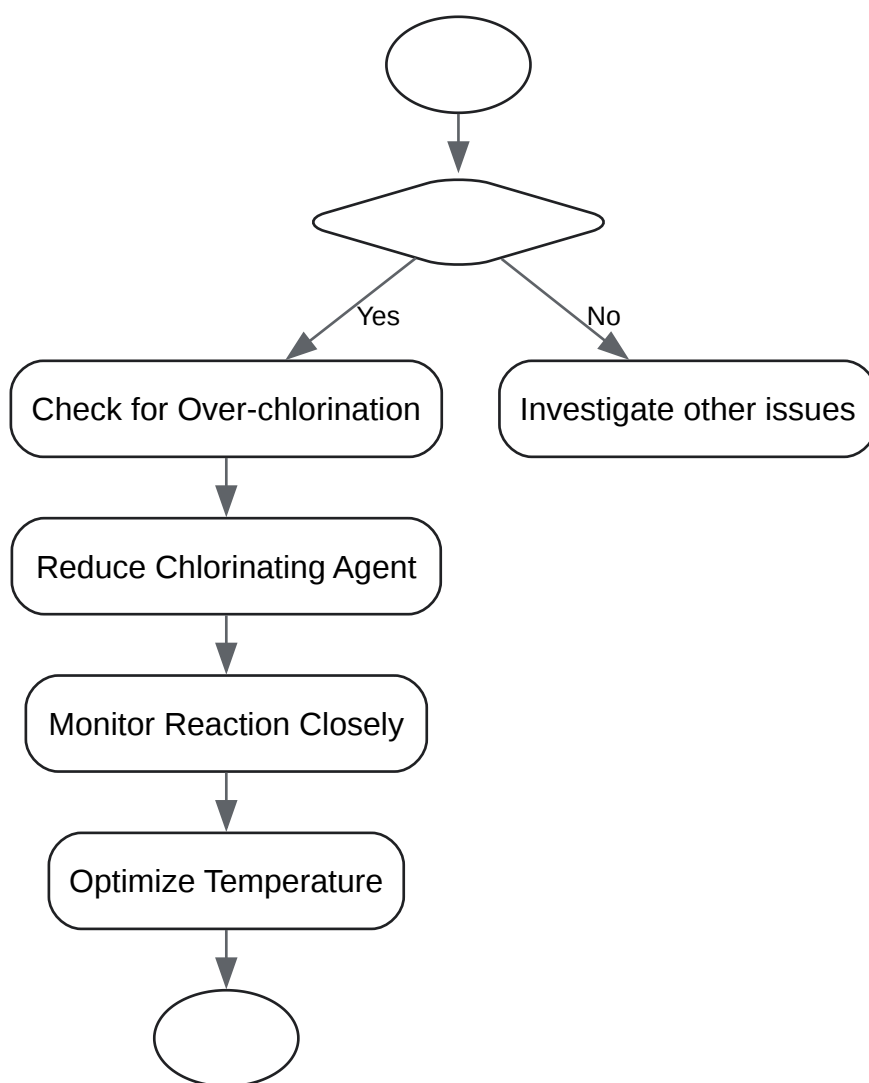 Yes
No
Check for Over-chlorination
Investigate other issues
Reduce Chlorinating Agent
Monitor Reaction Closely
Optimize Temperature